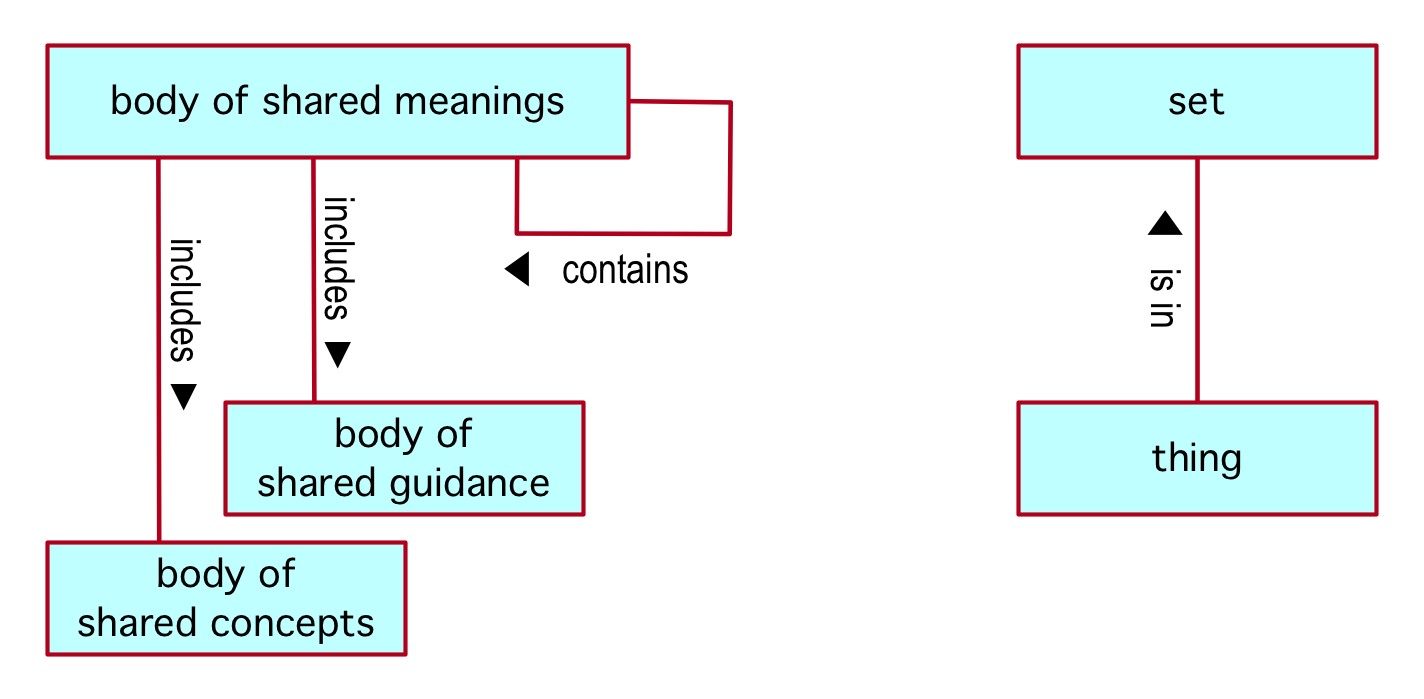 body of shared meanings
set
includes
includes
contains
is in
body of
shared guidance
thing
body of
shared concepts